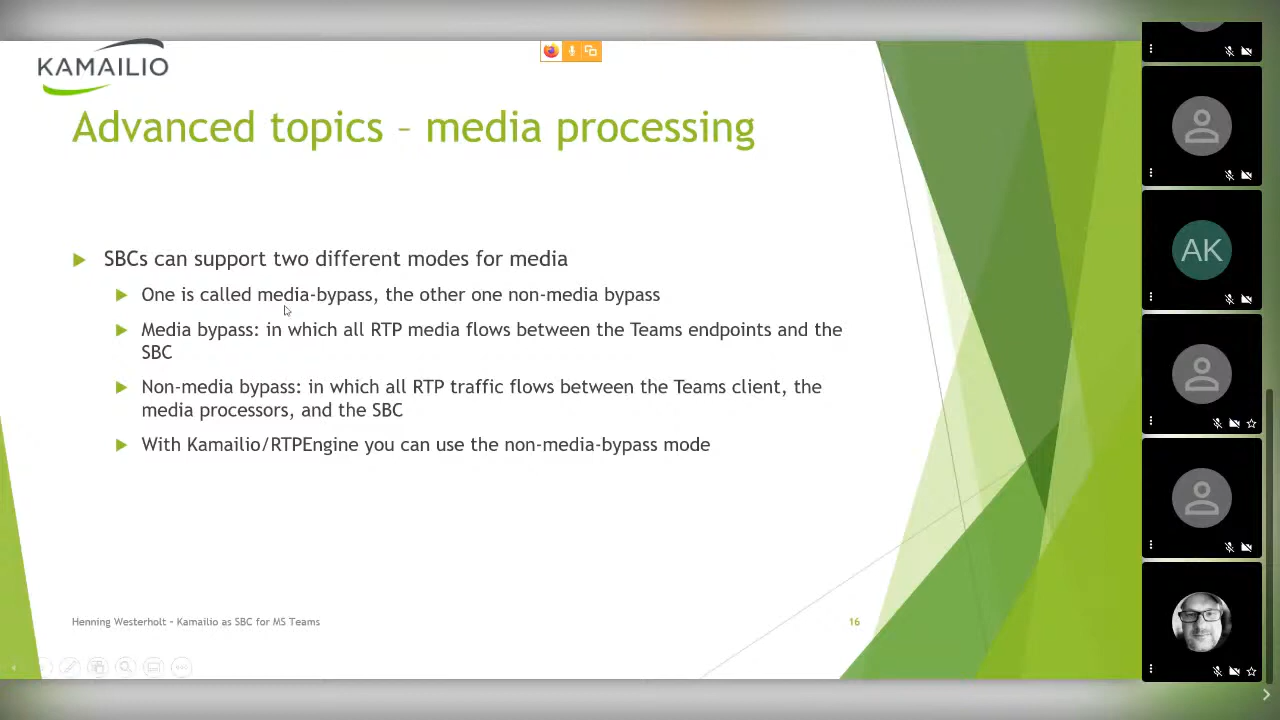 KAMAILIO
Advanced topics – media processing
SBCs can support two different modes for media
One is called media-bypass, the other one non-media bypass
Media bypass: in which all RTP media flows between the Teams endpoints and the
SBC
Non-media bypass: in which all RTP traffic flows between the Teams client, the
media processors, and the SBC
With Kamailio/RTPEngine you can use the non-media-bypass mode
Henning Westerholt – Kamailio as SBC for MS Teams
16
AK